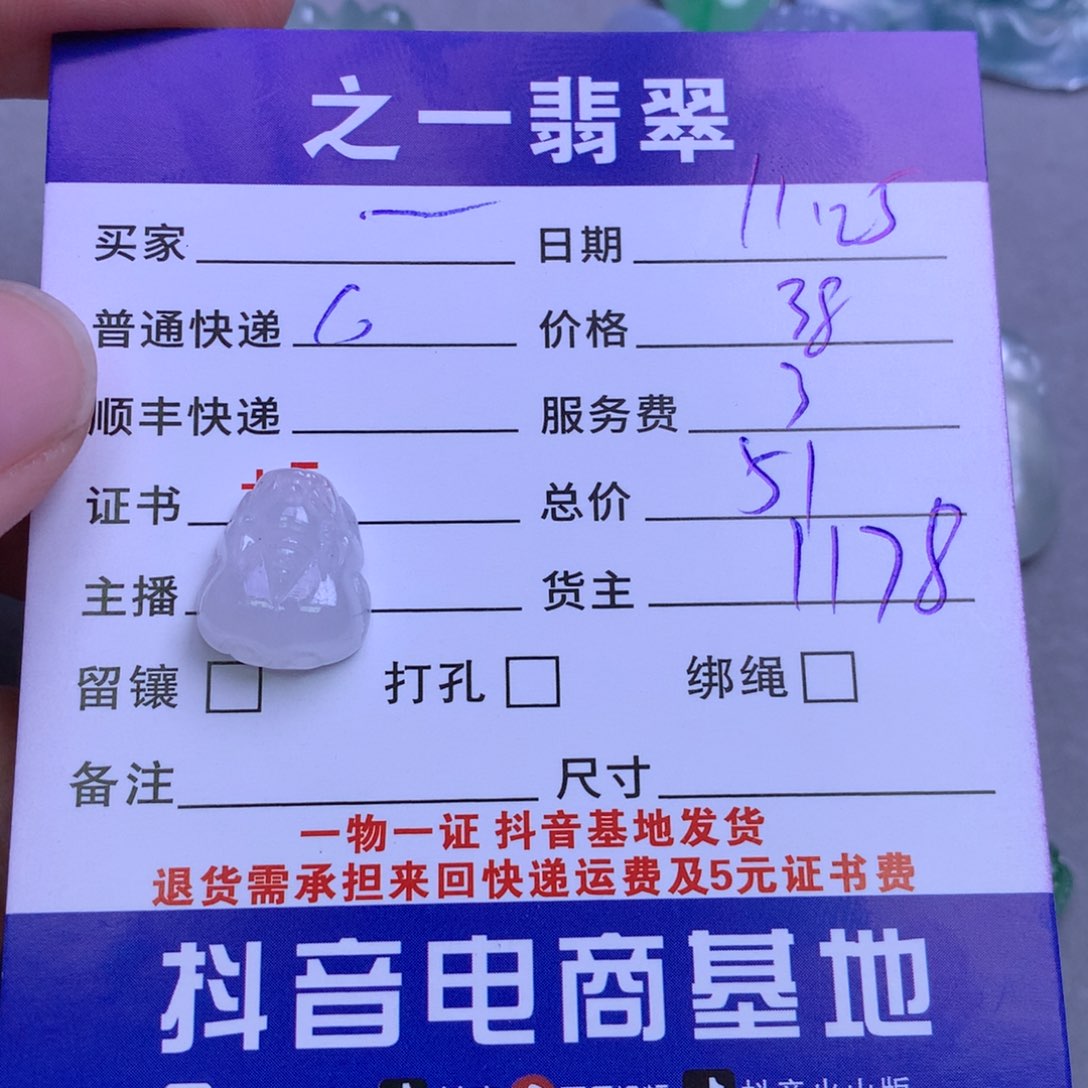 之一翡翠
买家 日期 1125
普通快递 6 价格 38
顺丰快递 服务费 3
证书 总价 51
主播 货主 1178
留镶 打孔 绑绳
备注 尺寸
一物一证 抖音基地发货
退货需承担来回快递运费及5元证书费
抖音电商基地